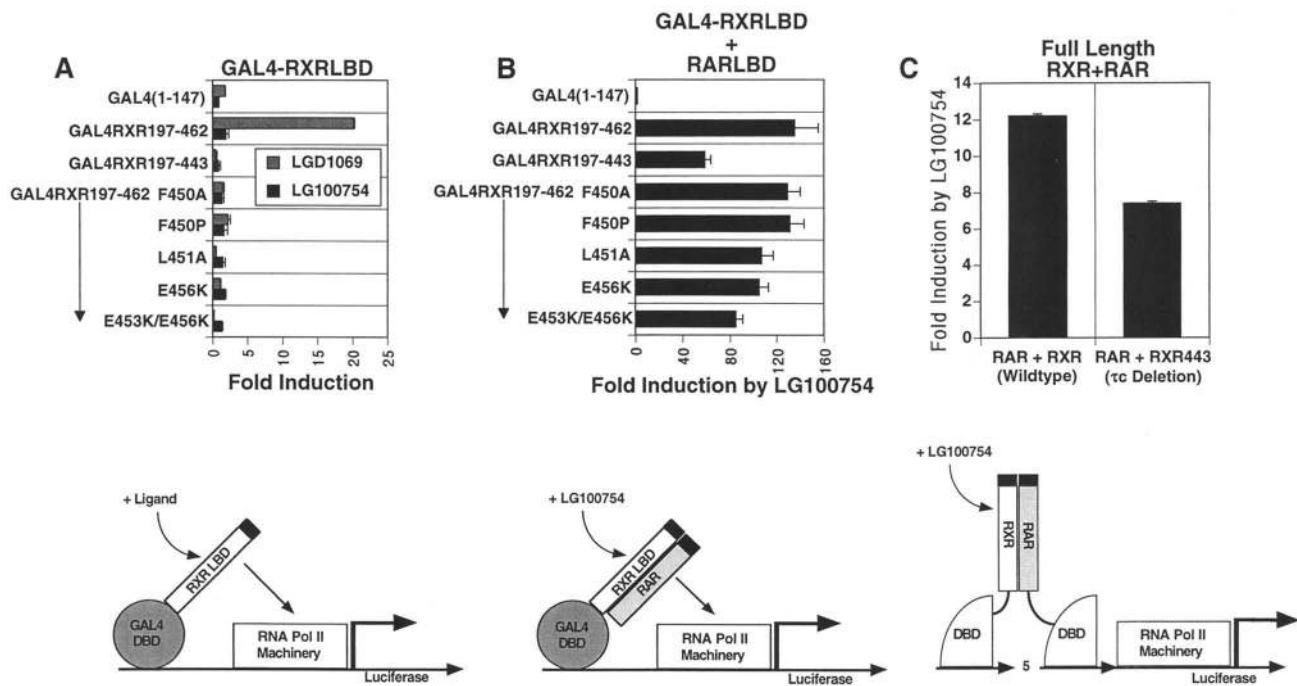 A
GAL4-RXRLBD
GAL4(1-147)
GAL4RXR197-462
GAL4RXR197-443
GAL4RXR197-462 F450A
F450P
L451A
E456K
E453K/E456K
LGD1069
LG100754
0 5 10 15 20 25
Fold Induction
B
GAL4-RXRLBD
+
RARLBD
GAL4(1-147)
GAL4RXR197-462
GAL4RXR197-443
GAL4RXR197-462 F450A
F450P
L451A
E456K
E453K/E456K
0 40 80 120 160
Fold Induction by LG100754
C
Full Length
RXR+RAR
Fold Induction by LG100754
14
12
10
8
6
4
2
0
RAR + RXR
(Wildtype)
RAR + RXR443
(τc Deletion)
+ Ligand
RXR LBD
GAL4
DBD
RNA Pol II
Machinery
Luciferase
+ LG100754
RXR LBD
RAR
GAL4
DBD
RNA Pol II
Machinery
Luciferase
+ LG100754
RXR
RAR
DBD
5
DBD
RNA Pol II
Machinery
Luciferase